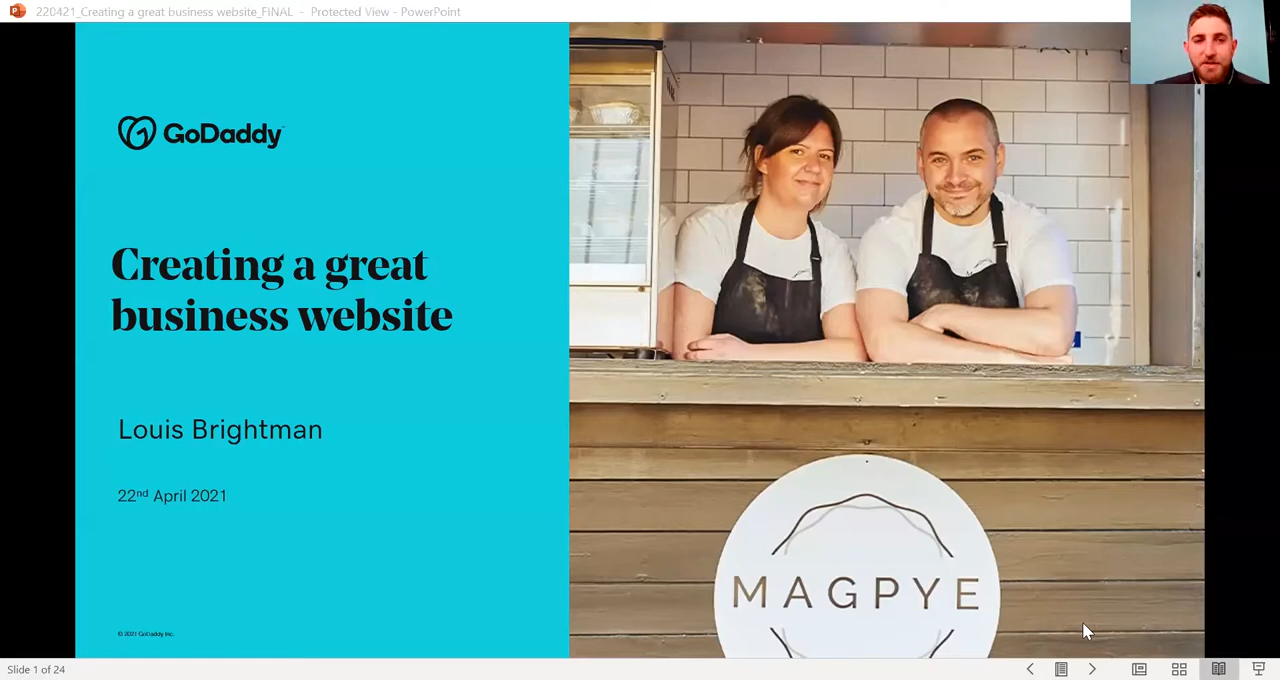 220421_Creating a great business website_FINAL - Protected View - PowerPoint
GoDaddy
Creating a great
business website
Louis Brightman
22nd April 2021
© 2021 GoDaddy Inc.
MAGPYE
Slide 1 of 24